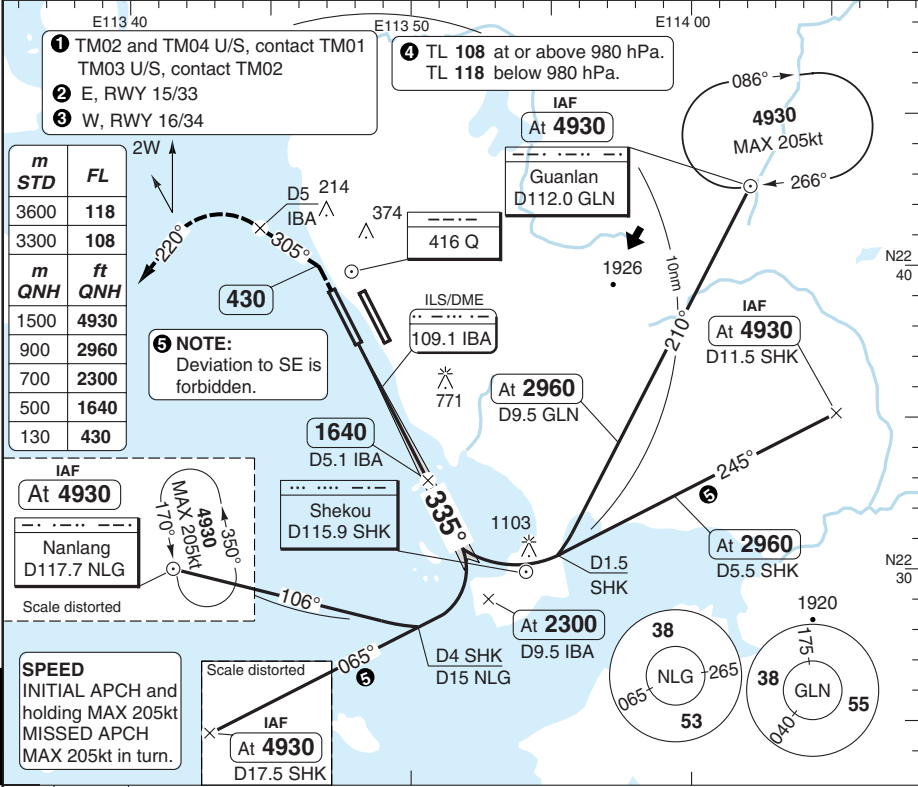 E113 40
E113 50
E114 00
1 TM02 and TM04 U/S, contact TM01
TM03 U/S, contact TM02
2 E, RWY 15/33
3 W, RWY 16/34
4 TL 108 at or above 980 hPa.
TL 118 below 980 hPa.
086°
4930
MAX 205kt
266°
IAF
At 4930
Guanlan
D112.0 GLN
2W
m STD FL
3600 118
3300 108
m QNH ft QNH
1500 4930
900 2960
700 2300
500 1640
130 430
D5
IBA
214
374
305°
220°
416 Q
430
1926
10nm
N22
40
ILS/DME
109.1 IBA
210°
IAF
At 4930
D11.5 SHK
5 NOTE:
Deviation to SE is
forbidden.
771
At 2960
D9.5 GLN
1640
D5.1 IBA
245°
5
IAF
At 4930
Nanlang
D117.7 NLG
Scale distorted
4930
MAX 205kt
170°
350°
Shekou
D115.9 SHK
335°
1103
At 2960
D5.5 SHK
D1.5
SHK
N22
30
106°
At 2300
D9.5 IBA
D4 SHK
D15 NLG
065°
5
SPEED
INITIAL APCH and
holding MAX 205kt
MISSED APCH
MAX 205kt in turn.
Scale distorted
IAF
At 4930
D17.5 SHK
38
NLG
265
065
53
1920
175
38
GLN
55
040